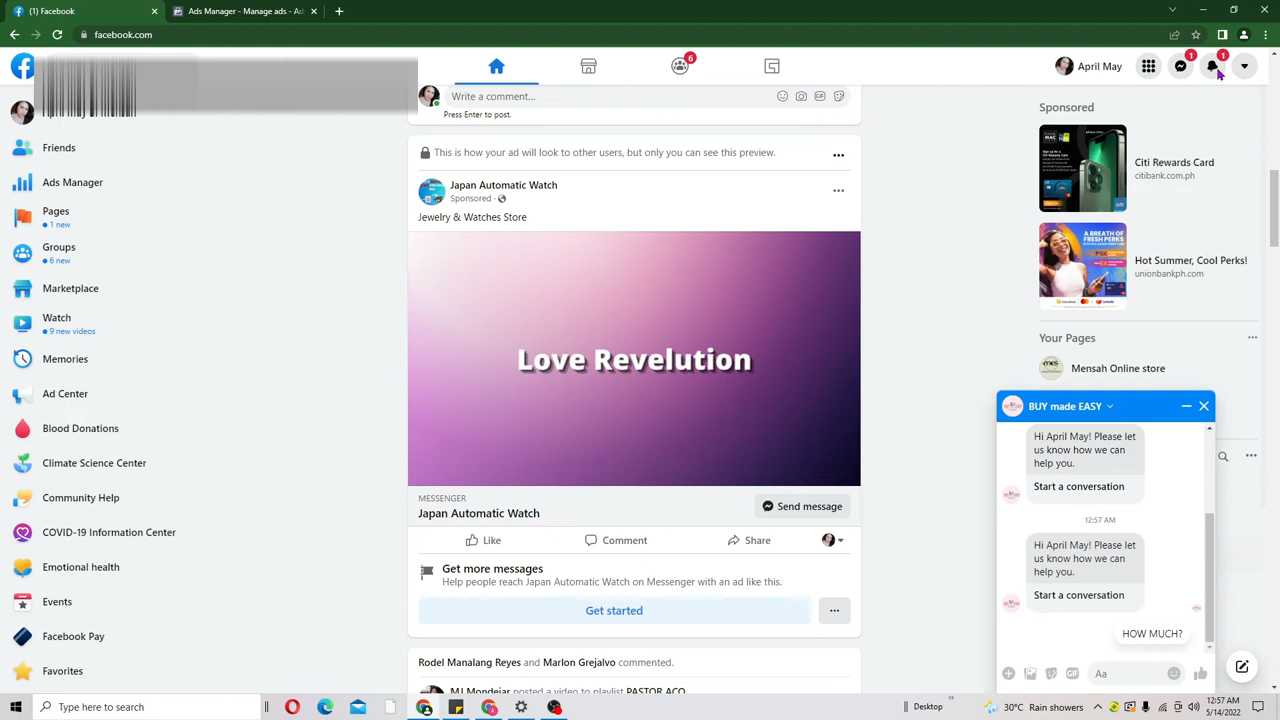 (1) Facebook
Ads Manager - Manage ads - Ads
facebook.com
6
April May
1
1
Write a comment...
Press Enter to post.
Friends
Ads Manager
Pages
1 new
Groups
6 new
Marketplace
Watch
9 new videos
Memories
Ad Center
Blood Donations
Climate Science Center
Community Help
COVID-19 Information Center
Emotional health
Events
Facebook Pay
Favorites
This is how your ad will look to other users, but only you can see this preview
Japan Automatic Watch
Sponsored ·
Jewelry & Watches Store
Love Revelution
MESSENGER
Japan Automatic Watch
Send message
Like
Comment
Share
Get more messages
Help people reach Japan Automatic Watch on Messenger with an ad like this.
Get started
Rodel Manalang Reyes and Marlon Grejalvo commented.
MJ Mondejar posted a video to playlist PASTOR ACQ
Sponsored
Citi Rewards Card
citibank.com.ph
Hot Summer, Cool Perks!
unionbankph.com
Your Pages
Mensah Online store
BUY made EASY
Hi April May! Please let
us know how we can
help you.
Start a conversation
12:57 AM
Hi April May! Please let
us know how we can
help you.
Start a conversation
HOW MUCH?
GIF
Aa
Type here to search
Desktop
30°C Rain showers
12:57 AM
5/14/2022